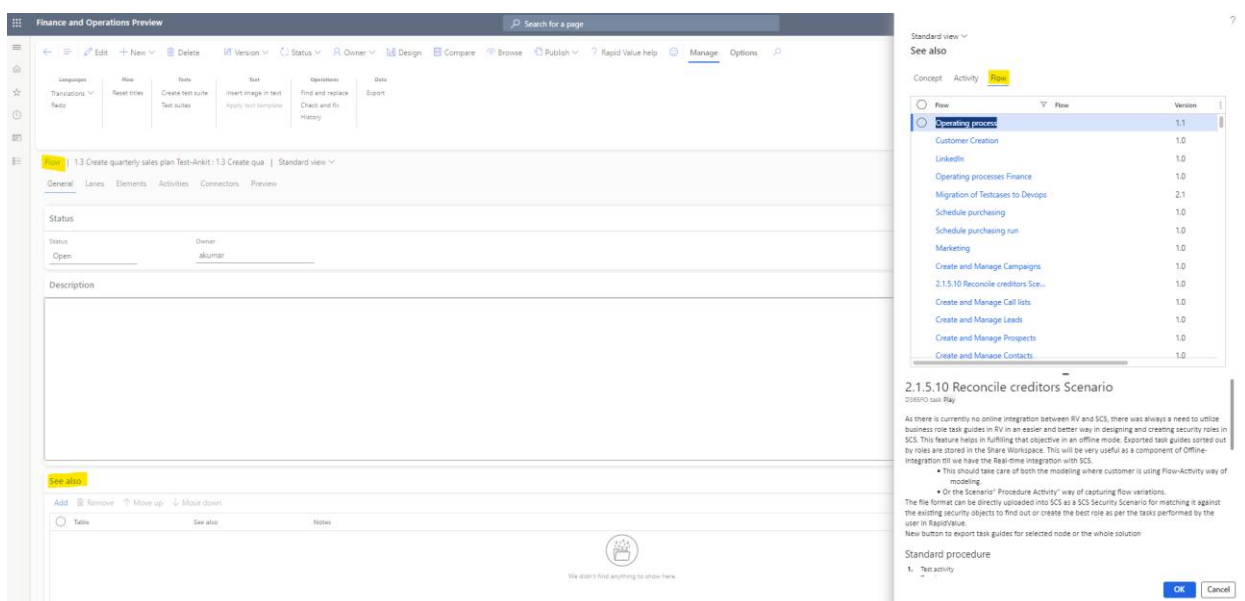 Finance and Operations Preview
Search for a page
?
Edit New Delete Version Status Owner Design Compare Browse Publish ? Rapid Value help Manage Options
Languages Flow Tests Text Operations Data
Translations Reset titles Create test suite Insert image in text Find and replace Export
Redo Test suites Apply text template Check and fix
History
Flow | 1.3 Create quarterly sales plan Test-Ankit : 1.3 Create qua | Standard view
General Lanes Elements Activities Connectors Preview
Status
Status Owner
Open akumar
Description
See also
Add Remove Move up Move down
Table See also Notes
We didn't find anything to show here.
Standard view
See also
Concept Activity Flow
Flow Flow Version
Operating process 1.1
Customer Creation 1.0
LinkedIn 1.0
Operating processes Finance 1.0
Migration of Testcases to Devops 2.1
Schedule purchasing 1.0
Schedule purchasing run 1.0
Marketing 1.0
Create and Manage Campaigns 1.0
2.1.5.10 Reconcile creditors Sce... 1.0
Create and Manage Call lists 1.0
Create and Manage Leads 1.0
Create and Manage Prospects 1.0
Create and Manage Contacts 1.0
2.1.5.10 Reconcile creditors Scenario
D365FO task Play
As there is currently no online integration between RV and SCS, there was always a need to utilize
business role task guides in RV in an easier and better way in designing and creating security roles in
SCS. This feature helps in fulfilling that objective in an offline mode. Exported task guides sorted out
by roles are stored in the Share Workspace. This will be very useful as a component of Offline-
Integration till we have the Real-time integration with SCS.
• This should take care of both the modeling where customer is using Flow-Activity way of
modeling.
• Or the Scenario" Procedure Activity" way of capturing flow variations.
The file format can be directly uploaded into SCS as a SCS Security Scenario for matching it against
the existing security objects to find out or create the best role as per the tasks performed by the
user in RapidValue.
New button to export task guides for selected node or the whole solution
Standard procedure
1. Test activity
OK Cancel